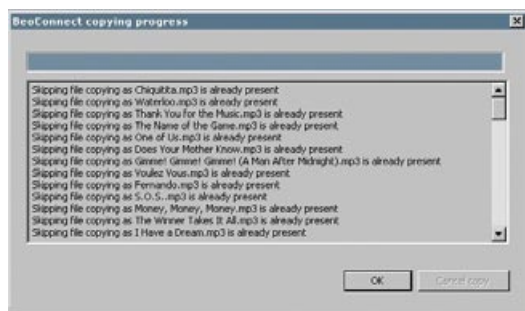 BeoConnect copying progress
Skipping file copying as Chiquitita.mp3 is already present
Skipping file copying as Waterloo.mp3 is already present
Skipping file copying as Thank You for the Music.mp3 is already present
Skipping file copying as The Name of the Game.mp3 is already present
Skipping file copying as One of Us.mp3 is already present
Skipping file copying as Does Your Mother Know.mp3 is already present
Skipping file copying as Gimme! Gimme! Gimme! (A Man After Midnight).mp3 is already present
Skipping file copying as Voulez Vous.mp3 is already present
Skipping file copying as Fernando.mp3 is already present
Skipping file copying as S.O.S..mp3 is already present
Skipping file copying as Money, Money, Money.mp3 is already present
Skipping file copying as The Winner Takes It All.mp3 is already present
Skipping file copying as I Have a Dream.mp3 is already present
OK
Cancel copy